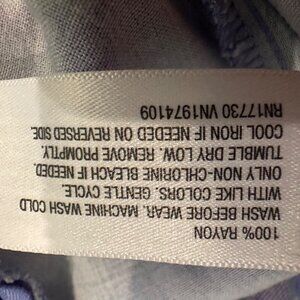 100% RAYON
WASH BEFORE WEAR. MACHINE WASH COLD
WITH LIKE COLORS. GENTLE CYCLE.
ONLY NON-CHLORINE BLEACH IF NEEDED.
TUMBLE DRY LOW. REMOVE PROMPTLY.
COOL IRON IF NEEDED ON REVERSED SIDE.
RN17730 VN1974109